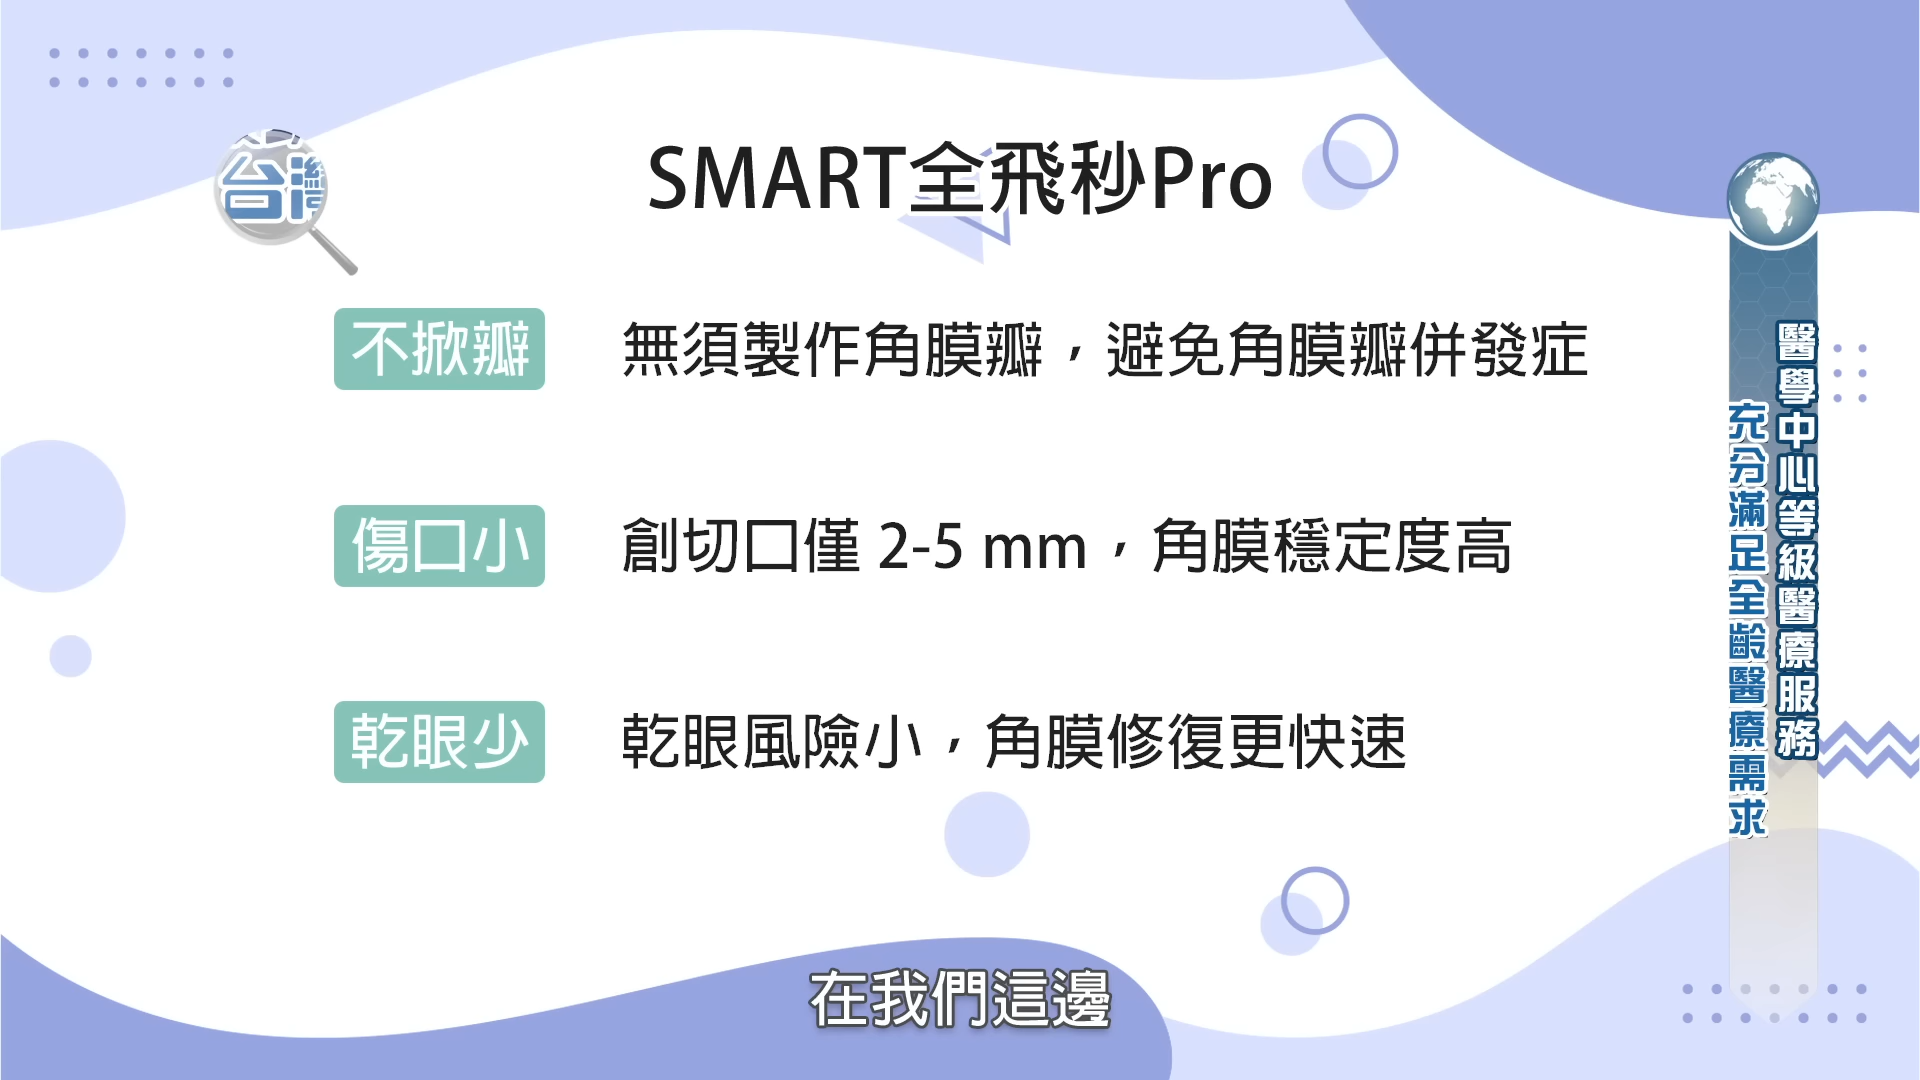 SMART全飛秒Pro
台灣
不掀瓣
無須製作角膜瓣，避免角膜瓣併發症
傷口小
創切口僅 2-5 mm，角膜穩定度高
乾眼少
乾眼風險小，角膜修復更快速
醫學中心等級醫療服務
充分滿足全齡醫療需求
在我們這邊